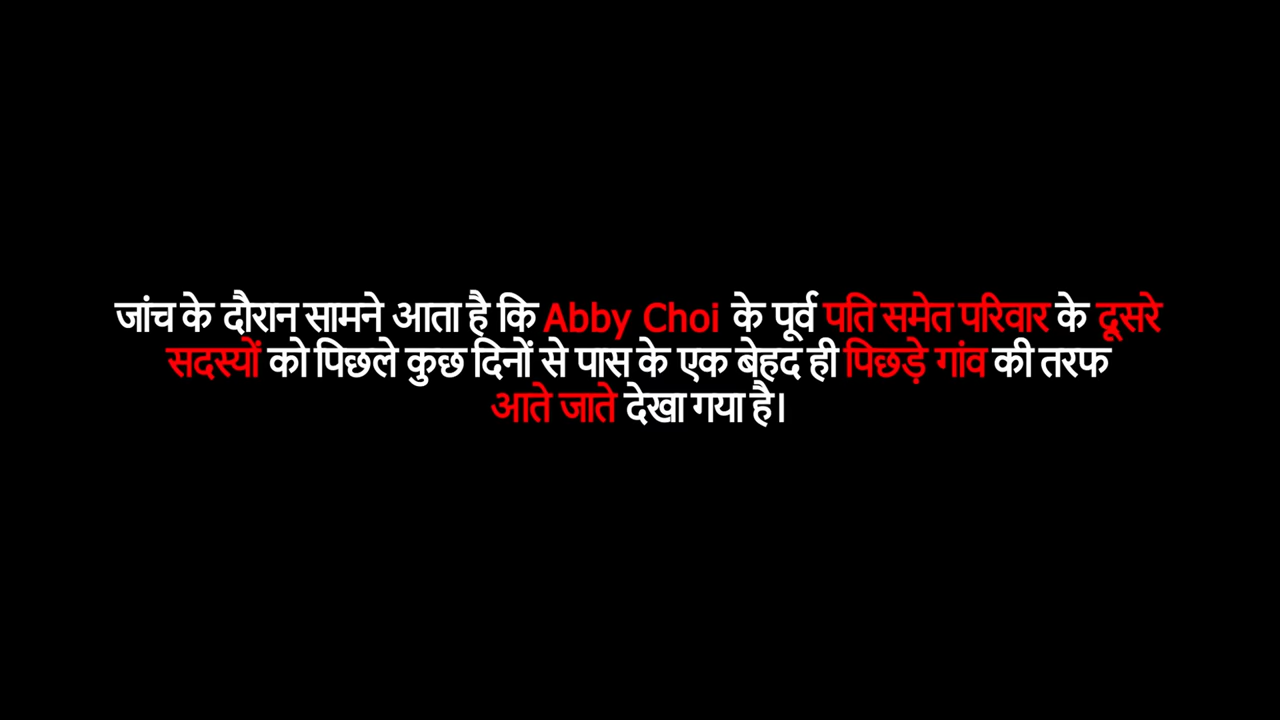 जांच के दौरान सामने आता है कि Abby Choi के पूर्व पति समेत परिवार के दूसरे
सदस्यों को पिछले कुछ दिनों से पास के एक बेहद ही पिछड़े गांव की तरफ
आते जाते देखा गया है।